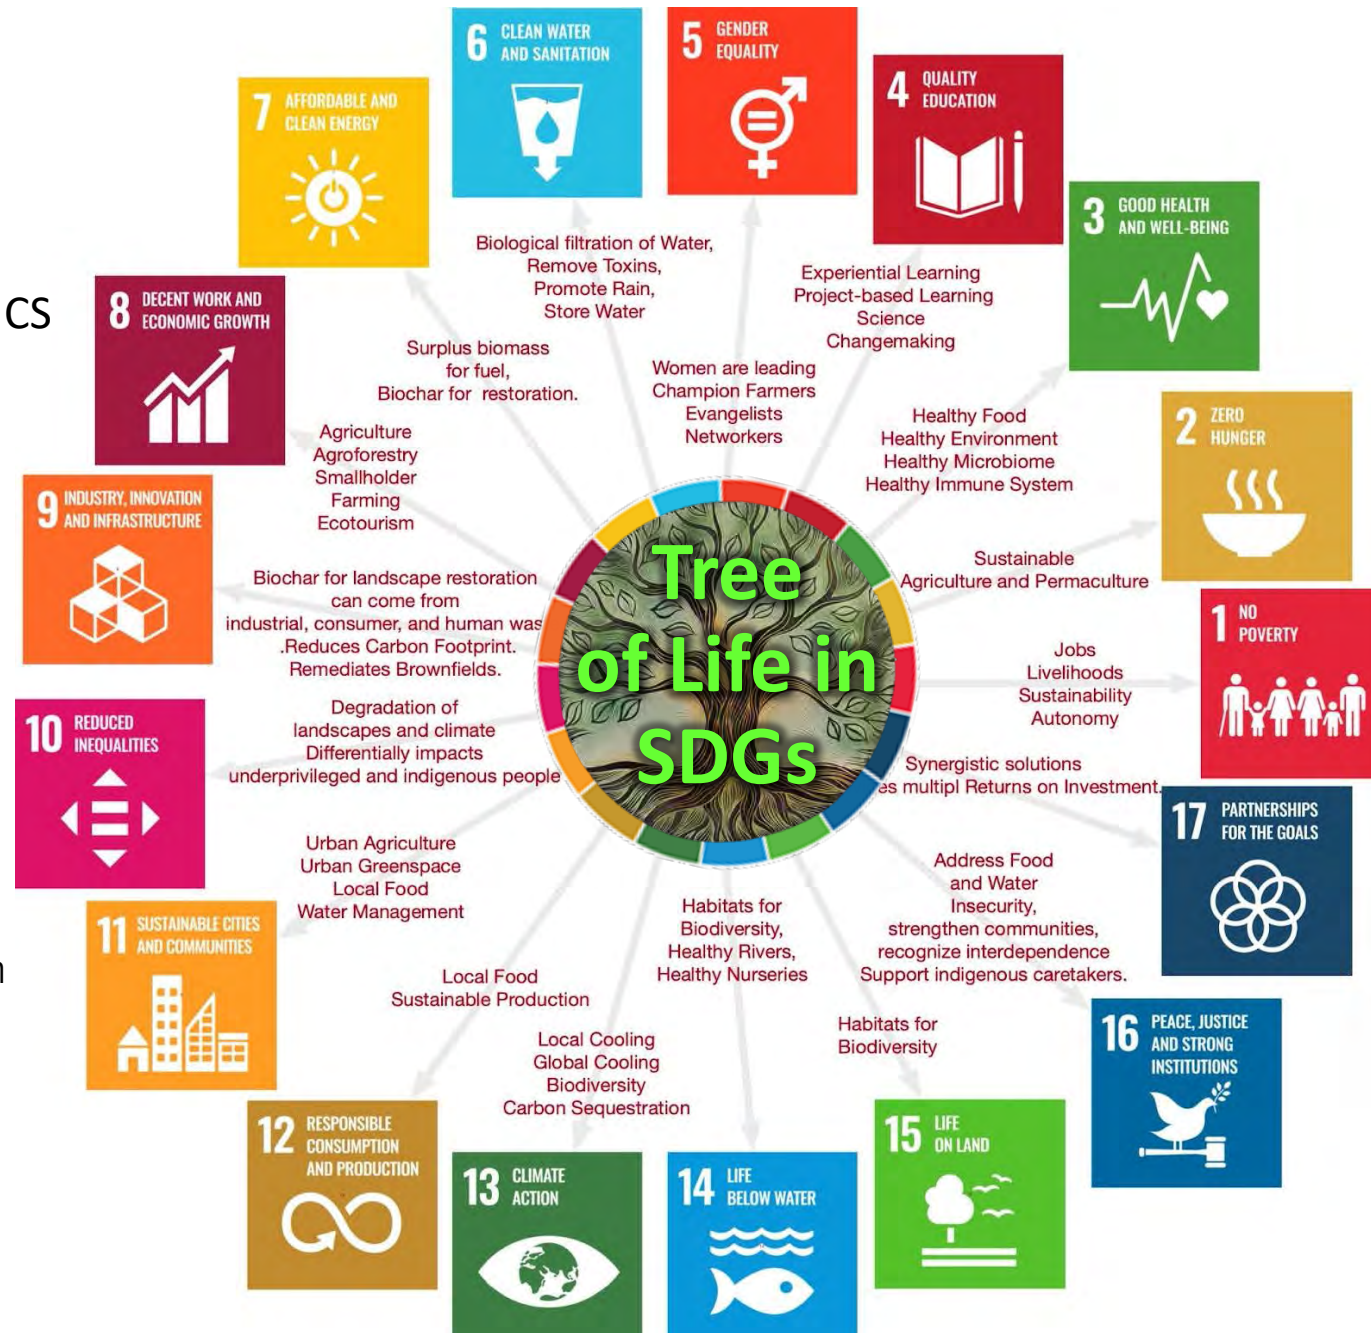 6 CLEAN WATER
AND SANITATION
5 GENDER
EQUALITY
4 QUALITY
EDUCATION
7 AFFORDABLE AND
CLEAN ENERGY
3 GOOD HEALTH
AND WELL-BEING
Biological filtration of Water,
Remove Toxins,
Promote Rain,
Store Water
Experiential Learning
Project-based Learning
Science
Changemaking
CS
8 DECENT WORK AND
ECONOMIC GROWTH
Surplus biomass
for fuel,
Biochar for restoration.
Women are leading
Champion Farmers
Evangelists
Networkers
Healthy Food
Healthy Environment
Healthy Microbiome
Healthy Immune System
2 ZERO
HUNGER
Agriculture
Agroforestry
Smallholder
Farming
Ecotourism
9 INDUSTRY, INNOVATION
AND INFRASTRUCTURE
Sustainable
Agriculture and Permaculture
Biochar for landscape restoration
can come from
industrial, consumer, and human was
.Reduces Carbon Footprint.
Remediates Brownfields.
Tree
of Life in
SDGs
1 NO
POVERTY
Jobs
Livelihoods
Sustainability
Autonomy
10 REDUCED
INEQUALITIES
Degradation of
landscapes and climate
Differentially impacts
underprivileged and indigenous people
Synergistic solutions
es multipl Returns on Investment.
17 PARTNERSHIPS
FOR THE GOALS
Urban Agriculture
Urban Greenspace
Local Food
Water Management
Address Food
and Water
Insecurity,
strengthen communities,
recognize interdependence
Support indigenous caretakers.
11 SUSTAINABLE CITIES
AND COMMUNITIES
Habitats for
Biodiversity,
Healthy Rivers,
Healthy Nurseries
n
Local Food
Sustainable Production
Habitats for
Biodiversity
16 PEACE, JUSTICE
AND STRONG
INSTITUTIONS
Local Cooling
Global Cooling
Biodiversity
Carbon Sequestration
12 RESPONSIBLE
CONSUMPTION
AND PRODUCTION
13 CLIMATE
ACTION
14 LIFE
BELOW WATER
15 LIFE
ON LAND